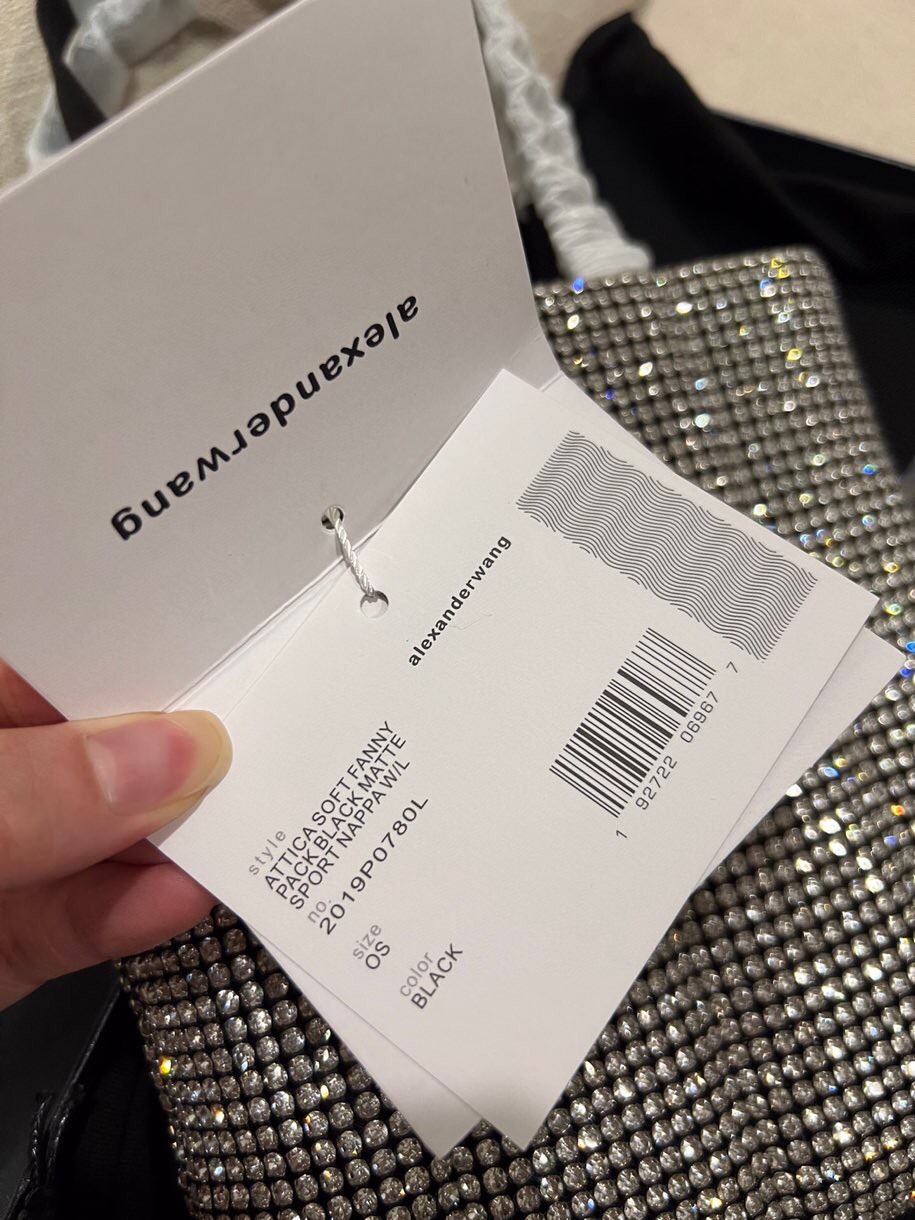 alexanderwang
alexanderwang
style
ATTICA SOFT FANNY
PACK BLACK MATTE
SPORT NAPPA W/L
no.
2019P0780L
size
OS
color
BLACK
1 92722 06967 7